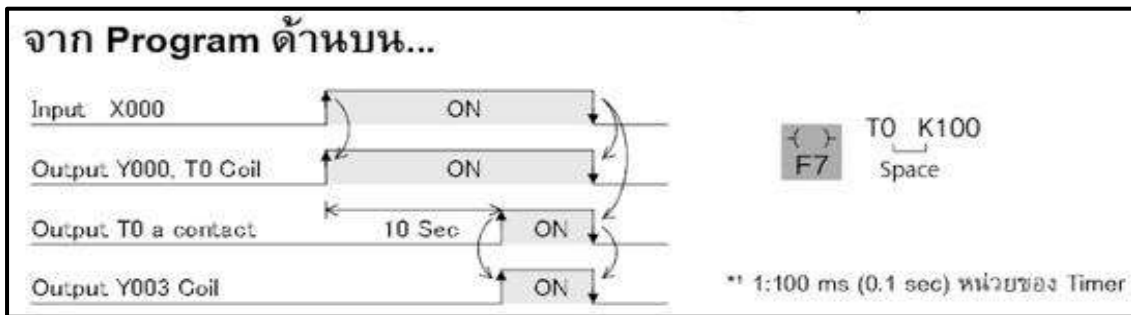 จาก Program ด้านบน...
Input X000
ON
Output Y000, T0 Coil
ON
Output T0 a contact
10 Sec
ON
Output Y003 Coil
ON
-( )-
F7
T0 K100
Space
*¹ 1:100 ms (0.1 sec) หน่วยของ Timer